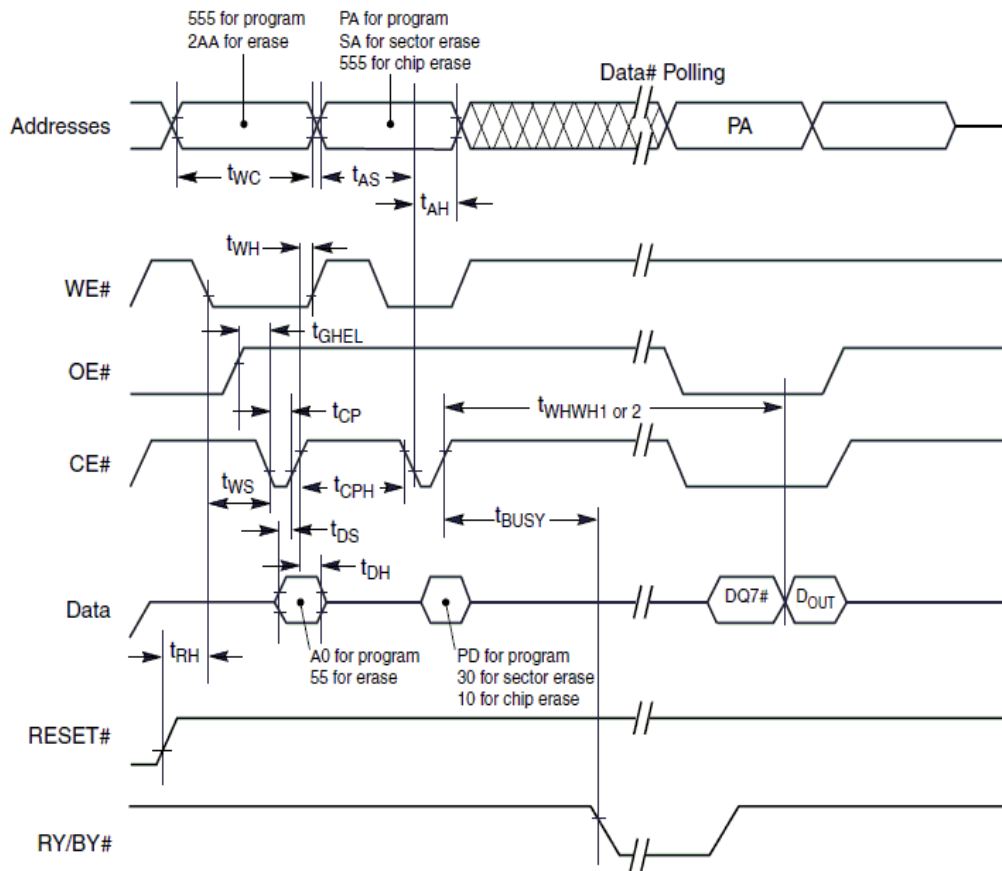 555 for program
2AA for erase
PA for program
SA for sector erase
555 for chip erase
Data# Polling
Addresses
PA
tWC
tAS
tAH
tWH
WE#
tGHEL
OE#
tCP
tWHWH1 or 2
CE#
tWS
tCPH
tBUSY
tDS
tDH
Data
DQ7#
DOUT
tRH
A0 for program
55 for erase
PD for program
30 for sector erase
10 for chip erase
RESET#
RY/BY#